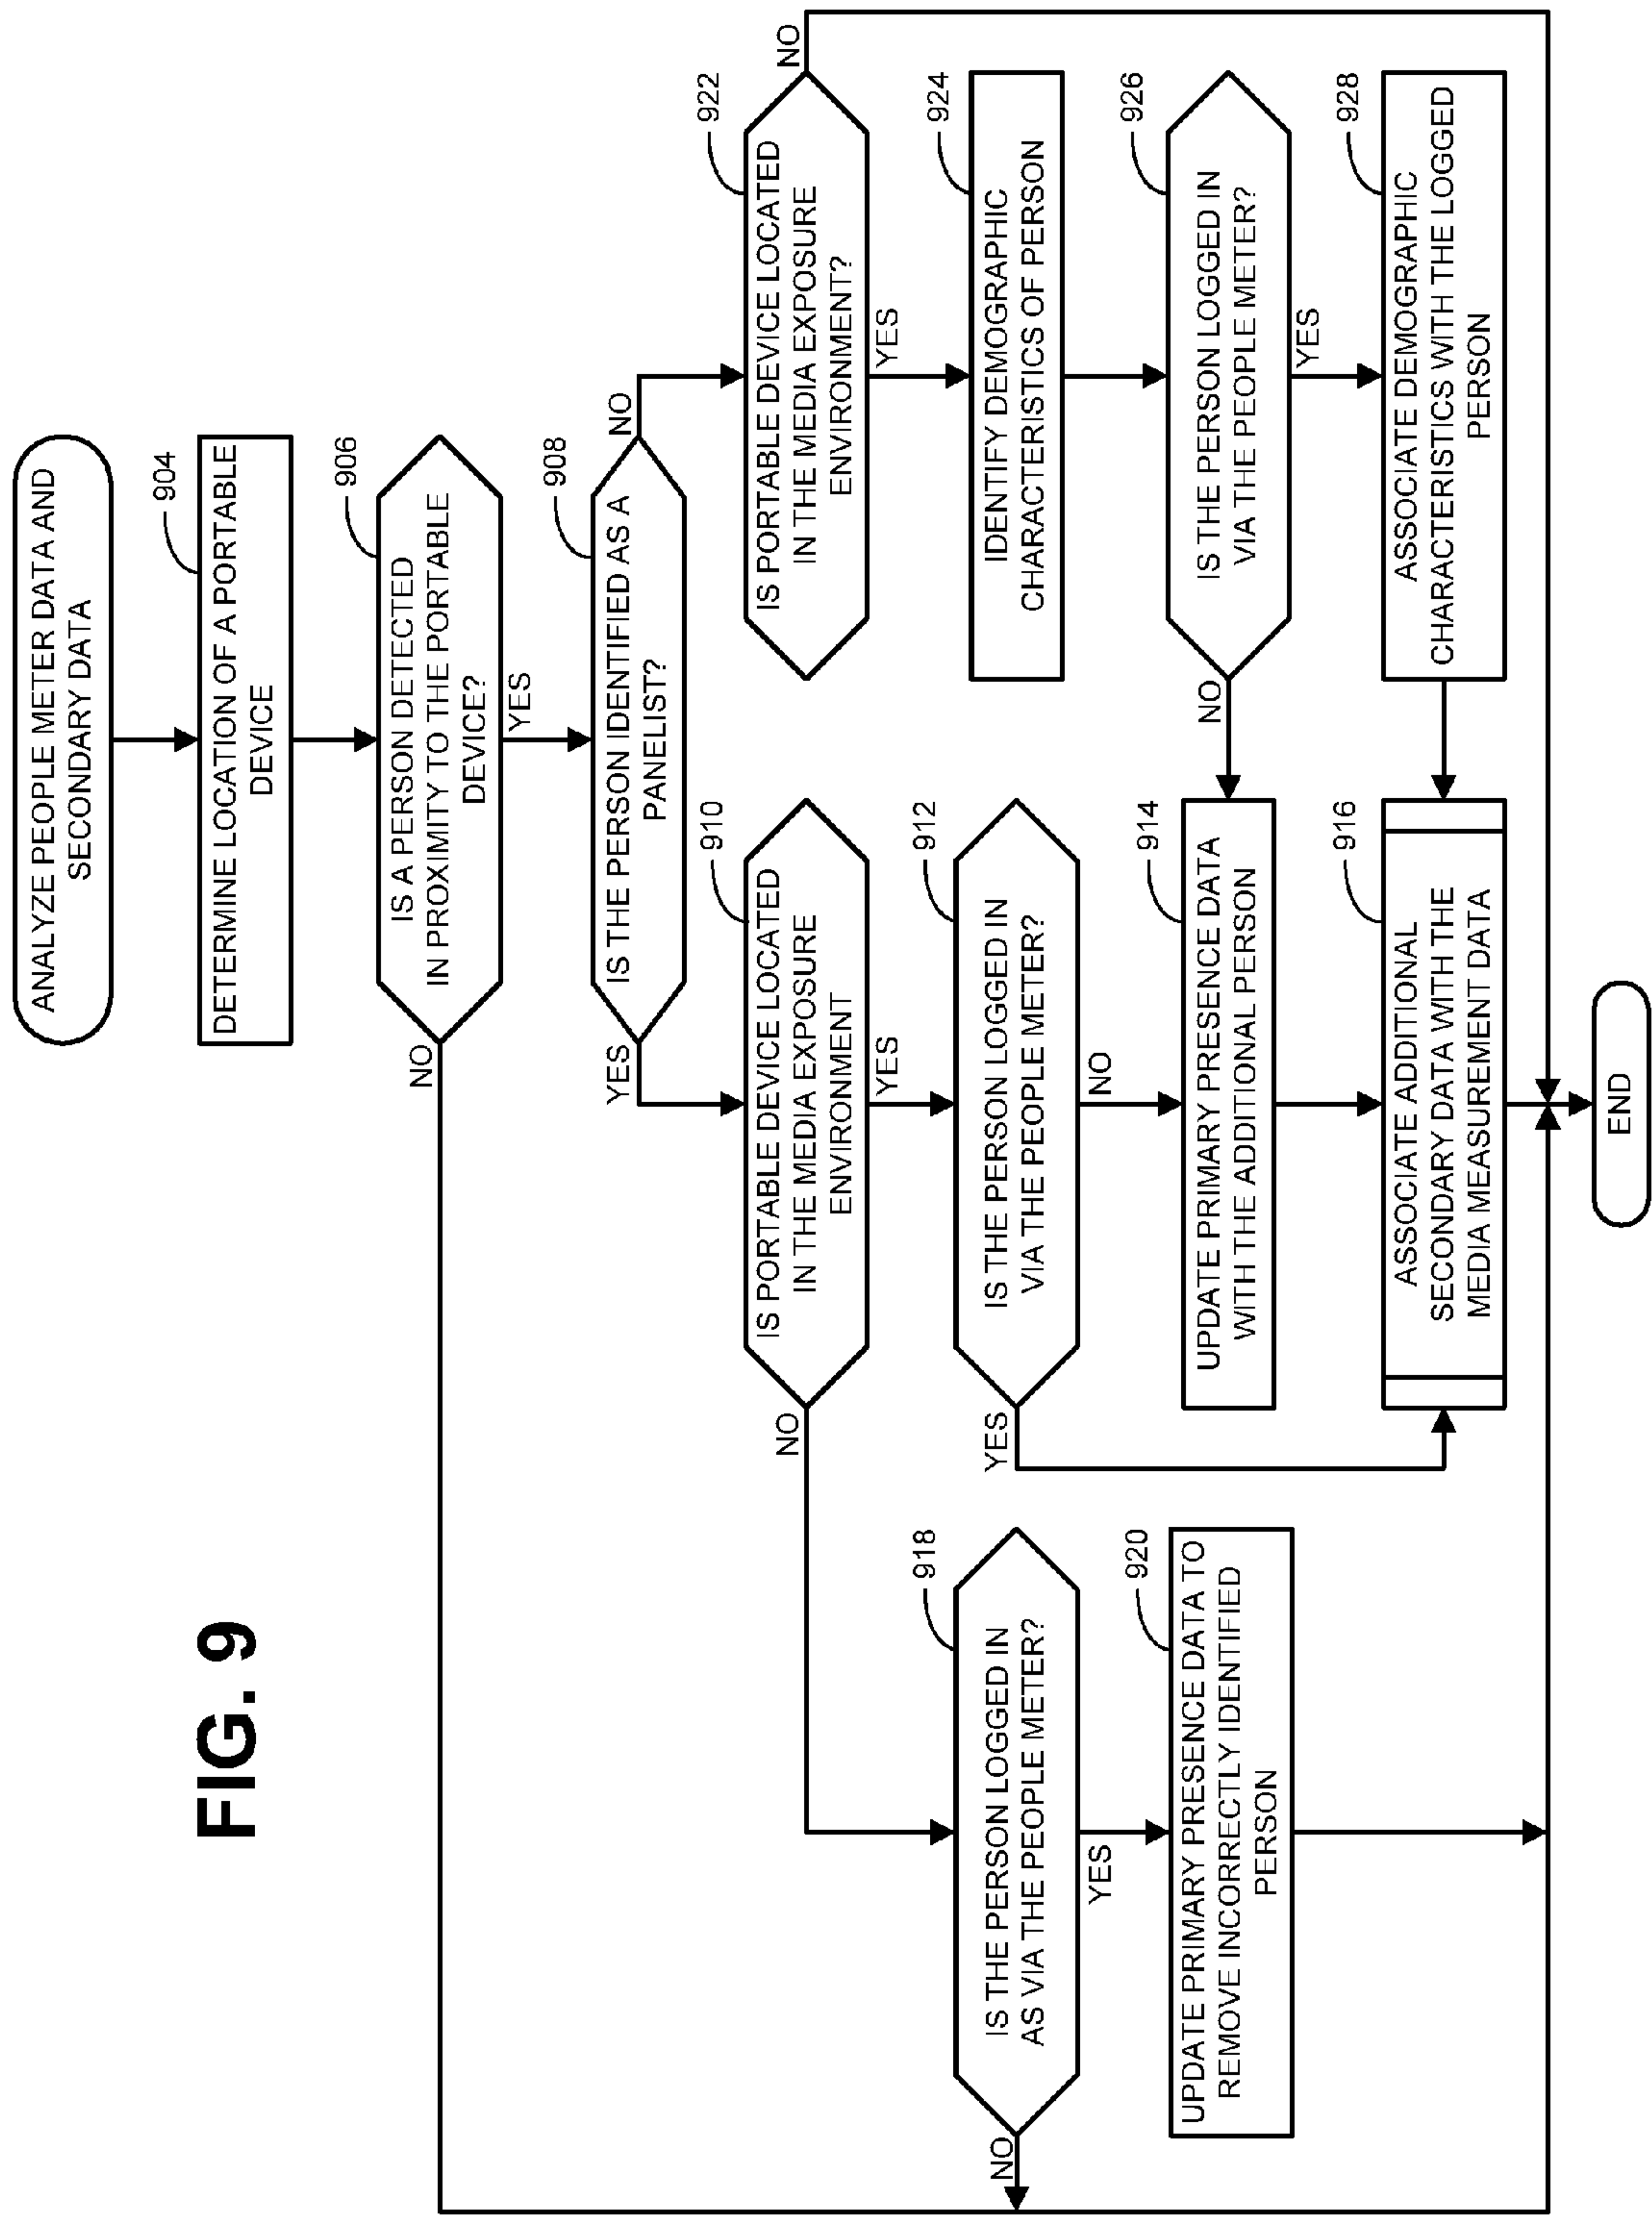 FIG. 9
ANALYZE PEOPLE METER DATA AND
SECONDARY DATA
904
DETERMINE LOCATION OF A PORTABLE
DEVICE
906
IS A PERSON DETECTED
IN PROXIMITY TO THE PORTABLE
DEVICE?
NO
YES
908
IS THE PERSON IDENTIFIED AS A
PANELIST?
YES
NO
910
IS PORTABLE DEVICE LOCATED
IN THE MEDIA EXPOSURE
ENVIRONMENT
NO
YES
912
IS THE PERSON LOGGED IN
VIA THE PEOPLE METER?
YES
NO
914
UPDATE PRIMARY PRESENCE DATA
WITH THE ADDITIONAL PERSON
916
ASSOCIATE ADDITIONAL
SECONDARY DATA WITH THE
MEDIA MEASUREMENT DATA
918
IS THE PERSON LOGGED IN
AS VIA THE PEOPLE METER?
NO
YES
920
UPDATE PRIMARY PRESENCE DATA TO
REMOVE INCORRECTLY IDENTIFIED
PERSON
922
IS PORTABLE DEVICE LOCATED
IN THE MEDIA EXPOSURE
ENVIRONMENT?
NO
YES
924
IDENTIFY DEMOGRAPHIC
CHARACTERISTICS OF PERSON
926
IS THE PERSON LOGGED IN
VIA THE PEOPLE METER?
NO
YES
928
ASSOCIATE DEMOGRAPHIC
CHARACTERISTICS WITH THE LOGGED
PERSON
END